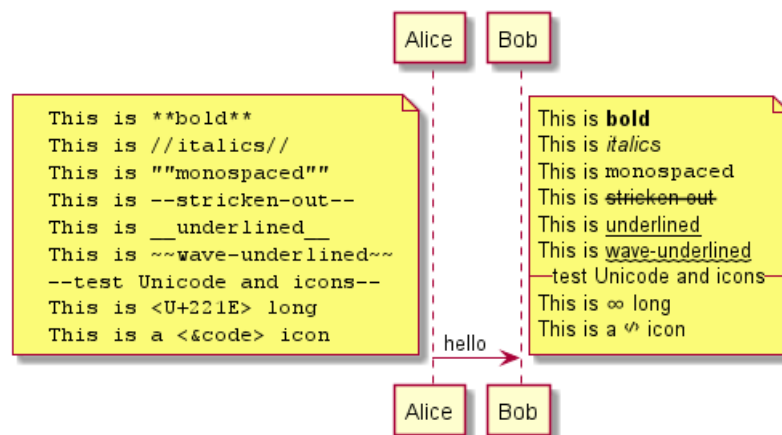 Alice
Bob
This is **bold**
This is //italics//
This is ""monospaced""
This is --stricken-out--
This is __underlined__
This is ~~wave-underlined~~
--test Unicode and icons--
This is <U+221E> long
This is a <&code> icon
This is bold
This is italics
This is monospaced
This is stricken-out
This is underlined
This is wave-underlined
test Unicode and icons
This is ∞ long
This is a icon
hello
Alice
Bob